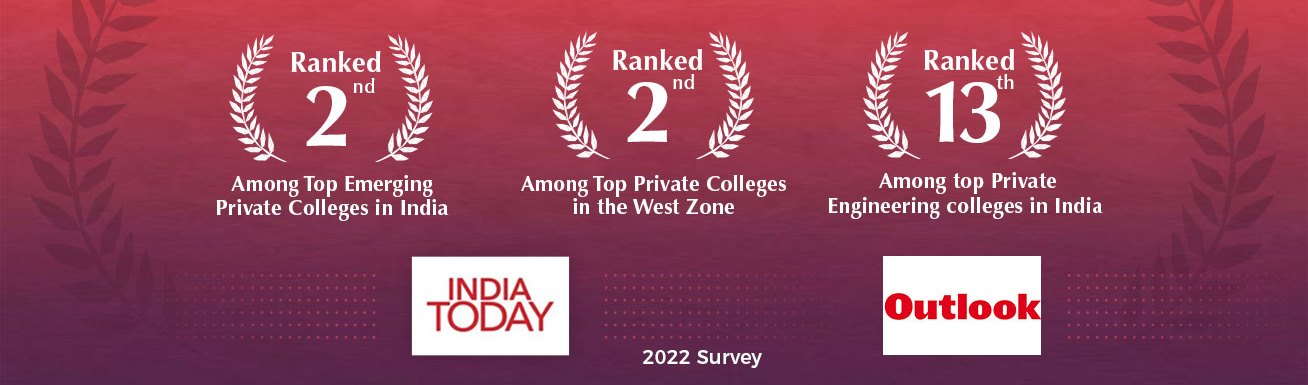 Ranked
2nd
Among Top Emerging
Private Colleges in India
Ranked
2nd
Among Top Private Colleges
in the West Zone
Ranked
13th
Among top Private
Engineering colleges in India
INDIA
TODAY
Outlook
2022 Survey